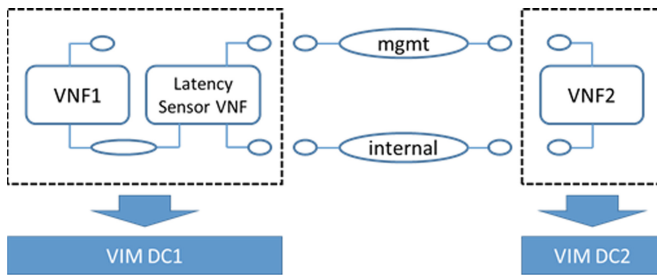 mgmt
VNF1
Latency
Sensor VNF
VNF2
internal
VIM DC1
VIM DC2